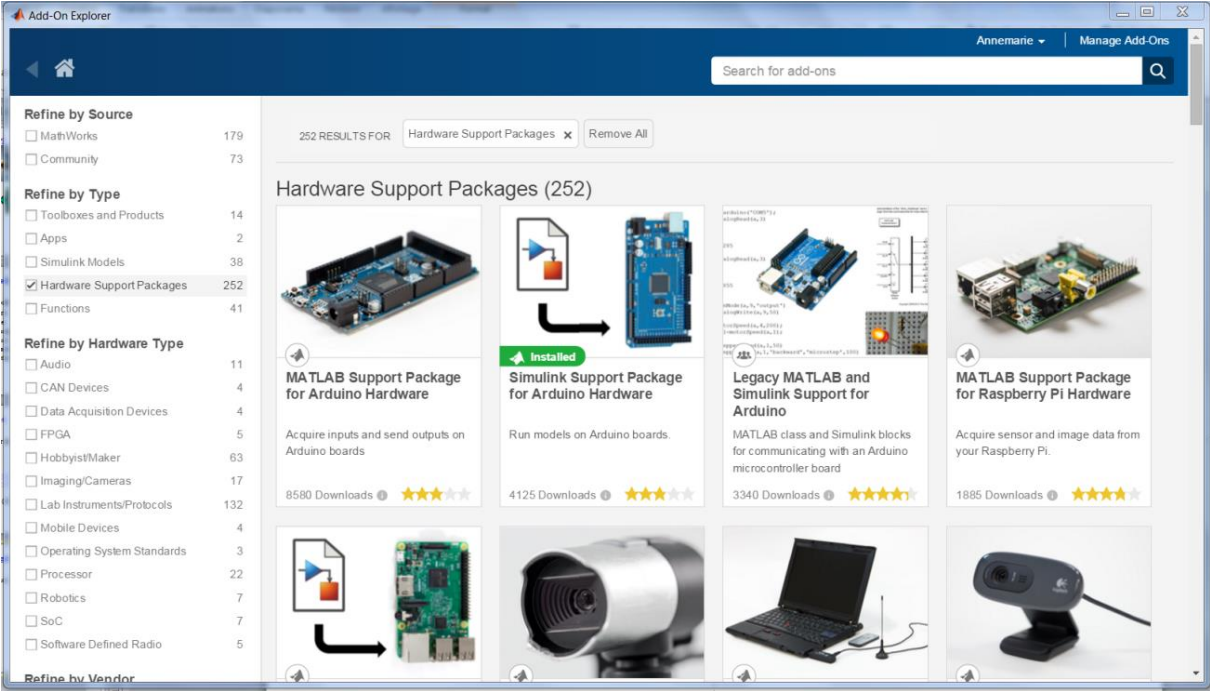 Add-On Explorer
Annemarie
Manage Add-Ons
Search for add-ons
Refine by Source
MathWorks 179
Community 73
Refine by Type
Toolboxes and Products 14
Apps 2
Simulink Models 38
Hardware Support Packages 252
Functions 41
Refine by Hardware Type
Audio 11
CAN Devices 4
Data Acquisition Devices 4
FPGA 5
Hobbyist/Maker 63
Imaging/Cameras 17
Lab Instruments/Protocols 132
Mobile Devices 4
Operating System Standards 3
Processor 22
Robotics 7
SoC 7
Software Defined Radio 5
Refine by Vendor
252 RESULTS FOR
Hardware Support Packages x
Remove All
Hardware Support Packages (252)
MATLAB Support Package
for Arduino Hardware
Acquire inputs and send outputs on
Arduino boards
8580 Downloads
Installed
Simulink Support Package
for Arduino Hardware
Run models on Arduino boards.
4125 Downloads
Legacy MATLAB and
Simulink Support for
Arduino
MATLAB class and Simulink blocks
for communicating with an Arduino
microcontroller board
3340 Downloads
MATLAB Support Package
for Raspberry Pi Hardware
Acquire sensor and image data from
your Raspberry Pi.
1885 Downloads